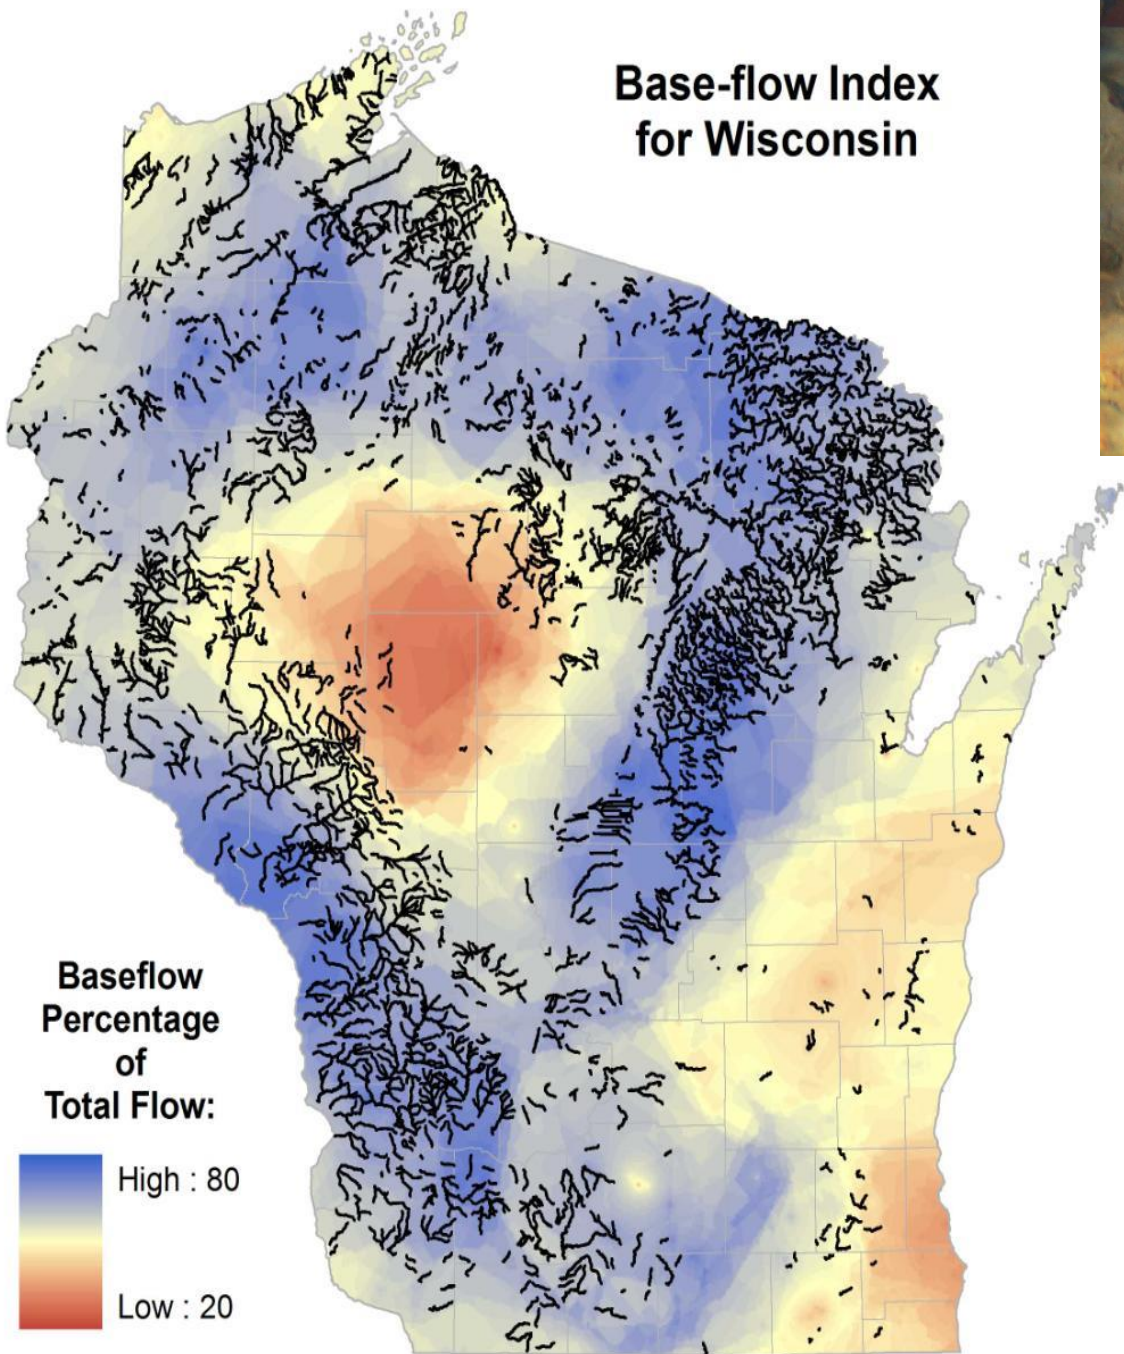 Base-flow Index
for Wisconsin
Baseflow
Percentage
of
Total Flow:
High : 80
Low : 20